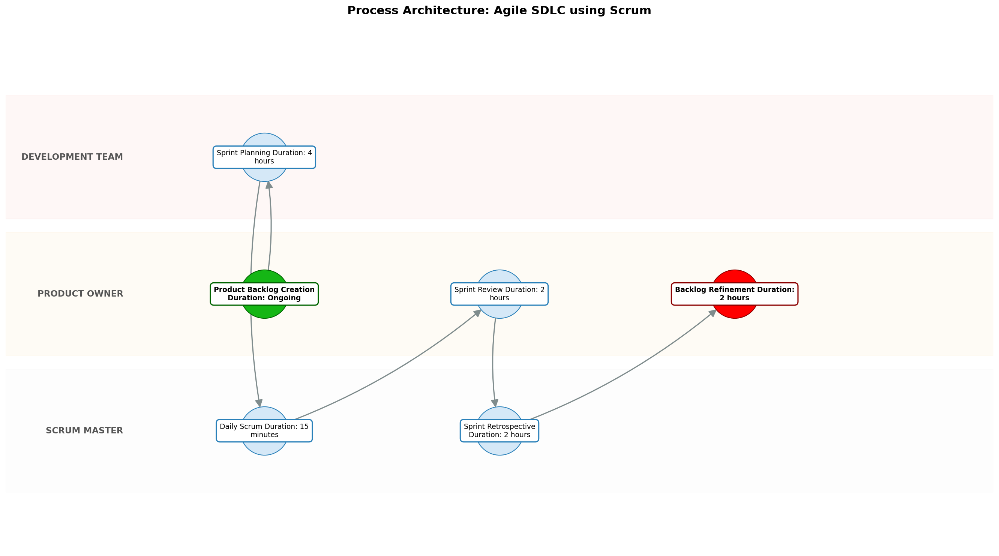 Process Architecture: Agile SDLC using Scrum
DEVELOPMENT TEAM
Sprint Planning Duration: 4
hours
PRODUCT OWNER
Product Backlog Creation
Duration: Ongoing
Sprint Review Duration: 2
hours
Backlog Refinement Duration:
2 hours
SCRUM MASTER
Daily Scrum Duration: 15
minutes
Sprint Retrospective
Duration: 2 hours